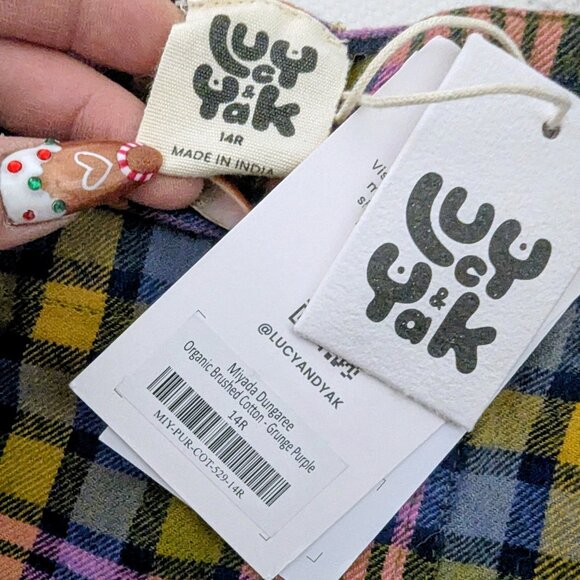 Lucy
&
Yak
14R
MADE IN INDIA
Lucy
&
Yak
@LUCYANDYAK
Miyada Dungaree
Organic Brushed Cotton - Grunge Purple
14R
MIY-PUR-COT-529-14R